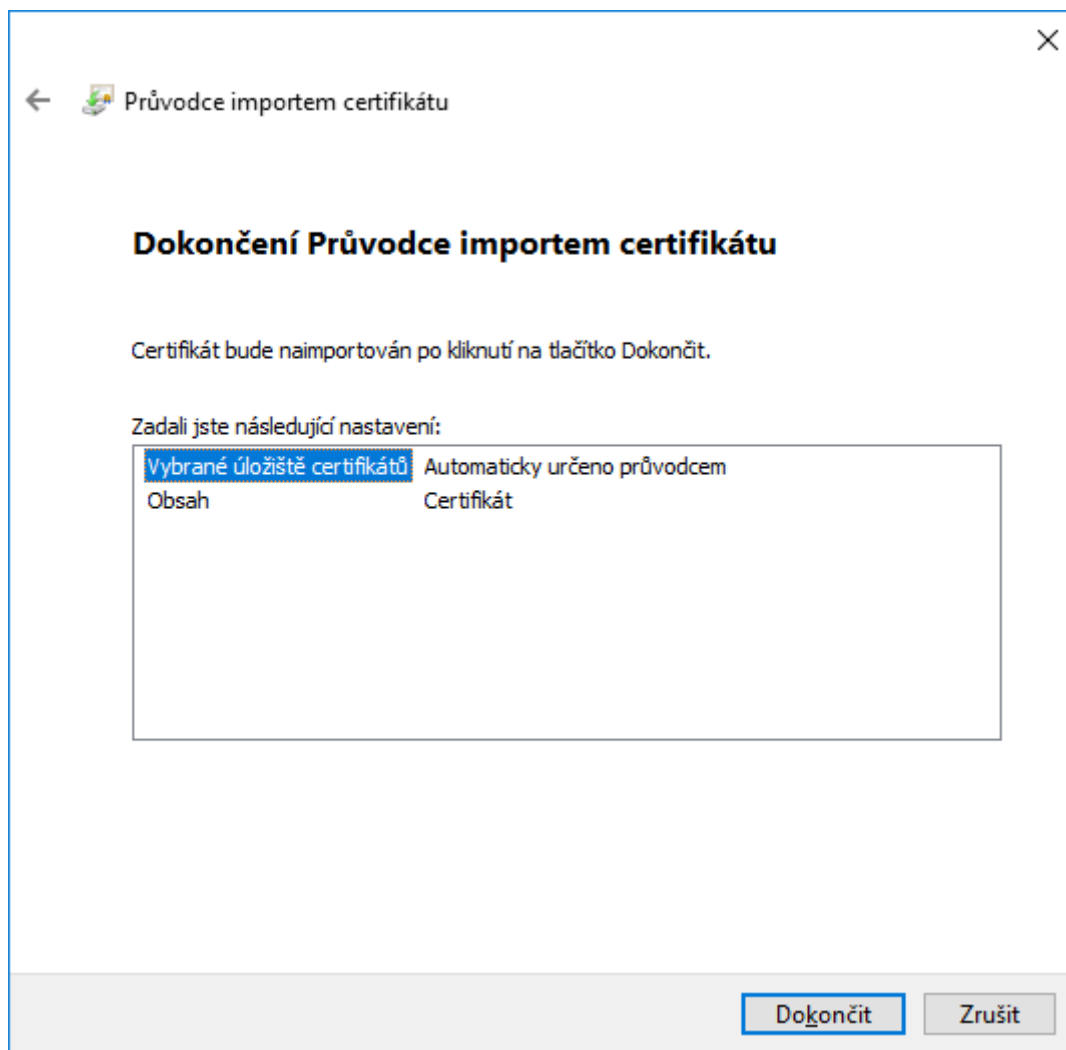 Průvodce importem certifikátu
Dokončení Průvodce importem certifikátu
Certifikát bude naimportován po kliknutí na tlačítko Dokončit.
Zadali jste následující nastavení:
Vybrané úložiště certifikátů Automaticky určeno průvodcem
Obsah Certifikát
Dokončit Zrušit